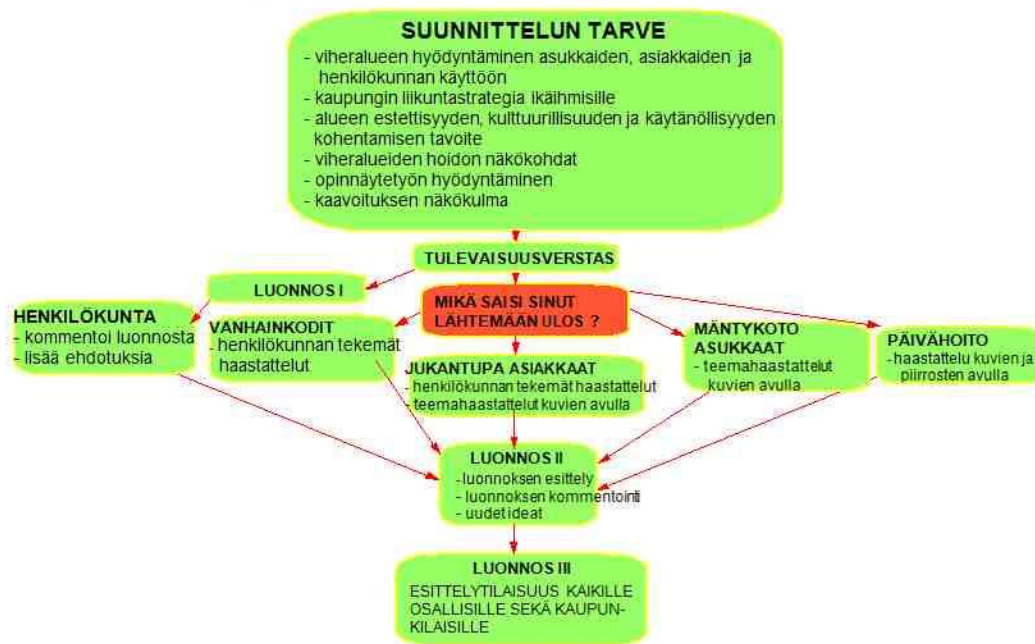 SUUNNITTELUN TARVE
- viheralueen hyödyntäminen asukkaiden, asiakkaiden ja
henkilökunnan käyttöön
- kaupungin liikuntastrategia ikäihmisille
- alueen estettisyyden, kulttuurillisuuden ja käytänöllisyyden
kohentamisen tavoite
- viheralueiden hoidon näkökohdat
- opinnäytetyön hyödyntäminen
- kaavoituksen näkökulma
TULEVAISUUSVERSTAS
LUONNOS I
MIKÄ SAISI SINUT
LÄHTEMÄÄN ULOS ?
HENKILÖKUNTA
- kommentoi luonnosta
- lisää ehdotuksia
VANHAINKODIT
- henkilökunnan tekemät
haastattelut
JUKANTUPA ASIAKKAAT
- henkilökunnan tekemät haastattelut
- teemahaastattelut kuvien avulla
MÄNTYKOTO
ASUKKAAT
- teemahaastattelut
kuvien avulla
PÄIVÄHOITO
- haastattelu kuvien ja
piirrosten avulla
LUONNOS II
- luonnoksen esittely
- luonnoksen kommentointi
- uudet ideat
LUONNOS III
ESITTELYTILAISUUS KAIKILLE
OSALLISILLE SEKÄ KAUPUN-
KILAISILLE